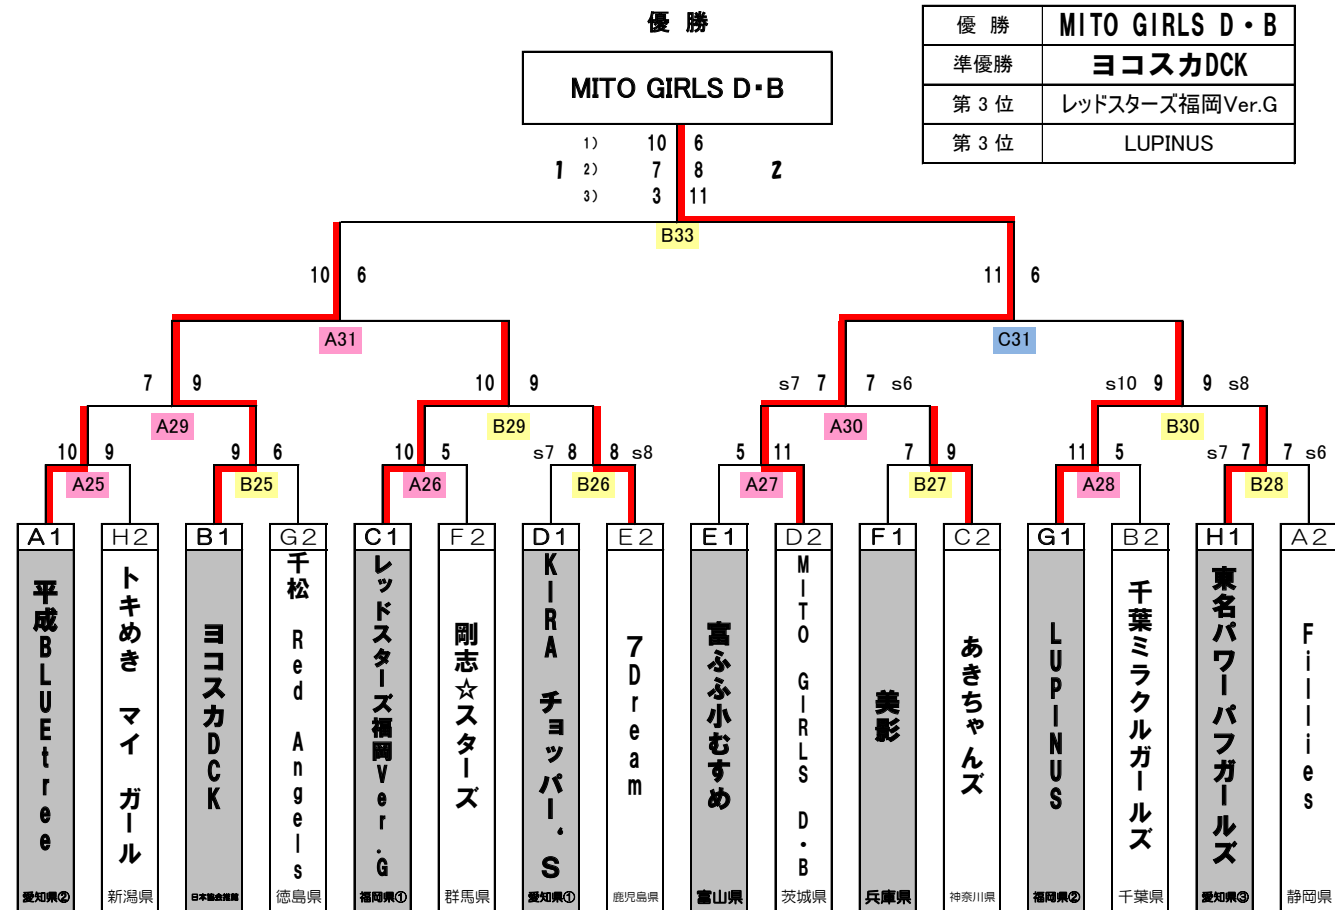 優 勝
MITO GIRLS D・B
優 勝 MITO GIRLS D・B
準優勝 ヨコスカDCK
第 3 位 レッドスターズ福岡Ver.G
第 3 位 LUPINUS
1) 10 6
1 2) 7 8 2
3) 3 11
B33
10 6 11 6
A31 C31
7 9 10 9 s7 7 7 s6 s10 9 9 s8
A29 B29 A30 B30
10 9 9 6 10 5 s7 8 8 s8 5 11 7 9 11 5 s7 7 7 s6
A25 B25 A26 B26 A27 B27 A28 B28
A1 H2 B1 G2 C1 F2 D1 E2 E1 D2 F1 C2 G1 B2 H1 A2
平成BLUEtree
トキめき マイ ガール
ヨコスカDCK
千松 Red Angels
レッドスターズ福岡Ver.G
剛志☆スターズ
KIRA チョッパー'S
7Dream
富ふふ小むすめ
MITO GIRLS D・B
美影
あきちゃんズ
LUPINUS
千葉ミラクルガールズ
東名パワーパフガールズ
Fillies
愛知県② 新潟県 日本協会推薦 徳島県 福岡県① 群馬県 愛知県① 鹿児島県 富山県 茨城県 兵庫県 神奈川県 福岡県② 千葉県 愛知県③ 静岡県